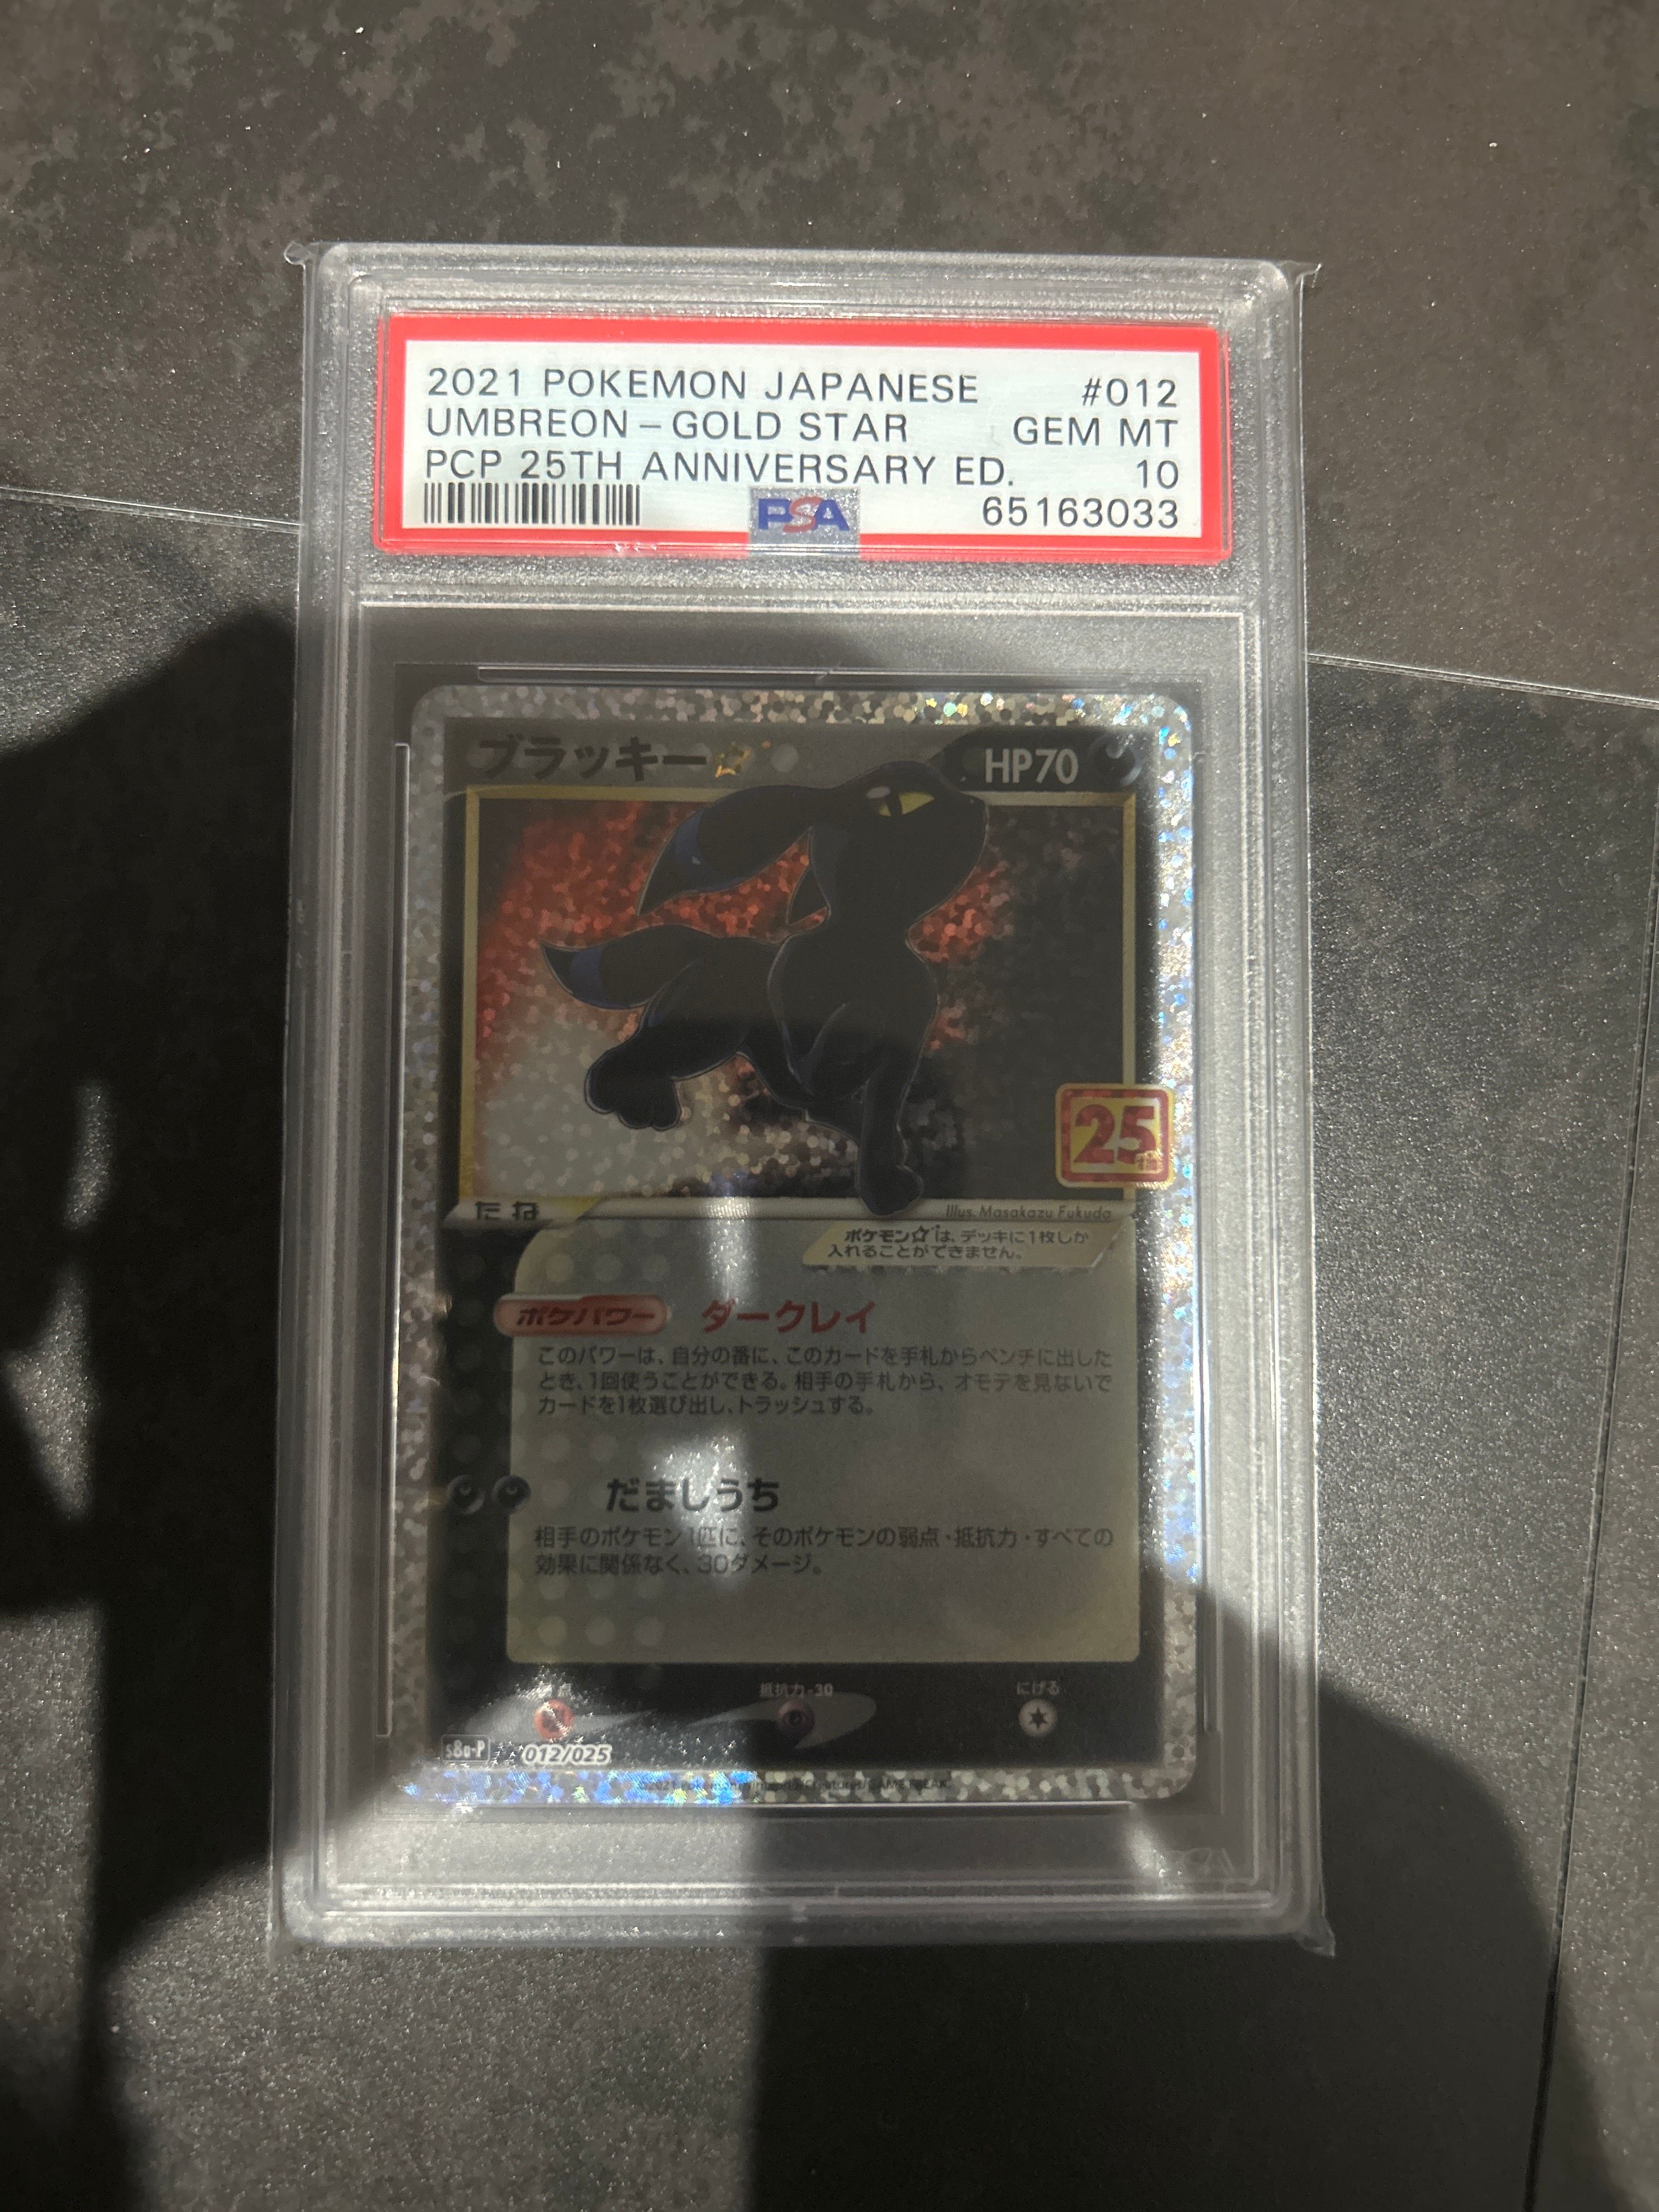 2021 POKEMON JAPANESE #012
UMBREON - GOLD STAR GEM MT
PCP 25TH ANNIVERSARY ED. 10
PSA 65163033
ブラッキー☆ HP70
25
たね
Illus. Masakazu Fukuda
ポケモン☆は、デッキに1枚しか
入れることができません。
ポケパワー ダークレイ
このパワーは、自分の番に、このカードを手札からベンチに出した
とき、1回使うことができる。相手の手札から、オモテを見ないで
カードを1枚選び出し、トラッシュする。
だましうち
相手のポケモン1匹に、そのポケモンの弱点・抵抗力・すべての
効果に関係なく、30ダメージ。
抵抗力 -30 にげる
s8a-P 012/025
©2021